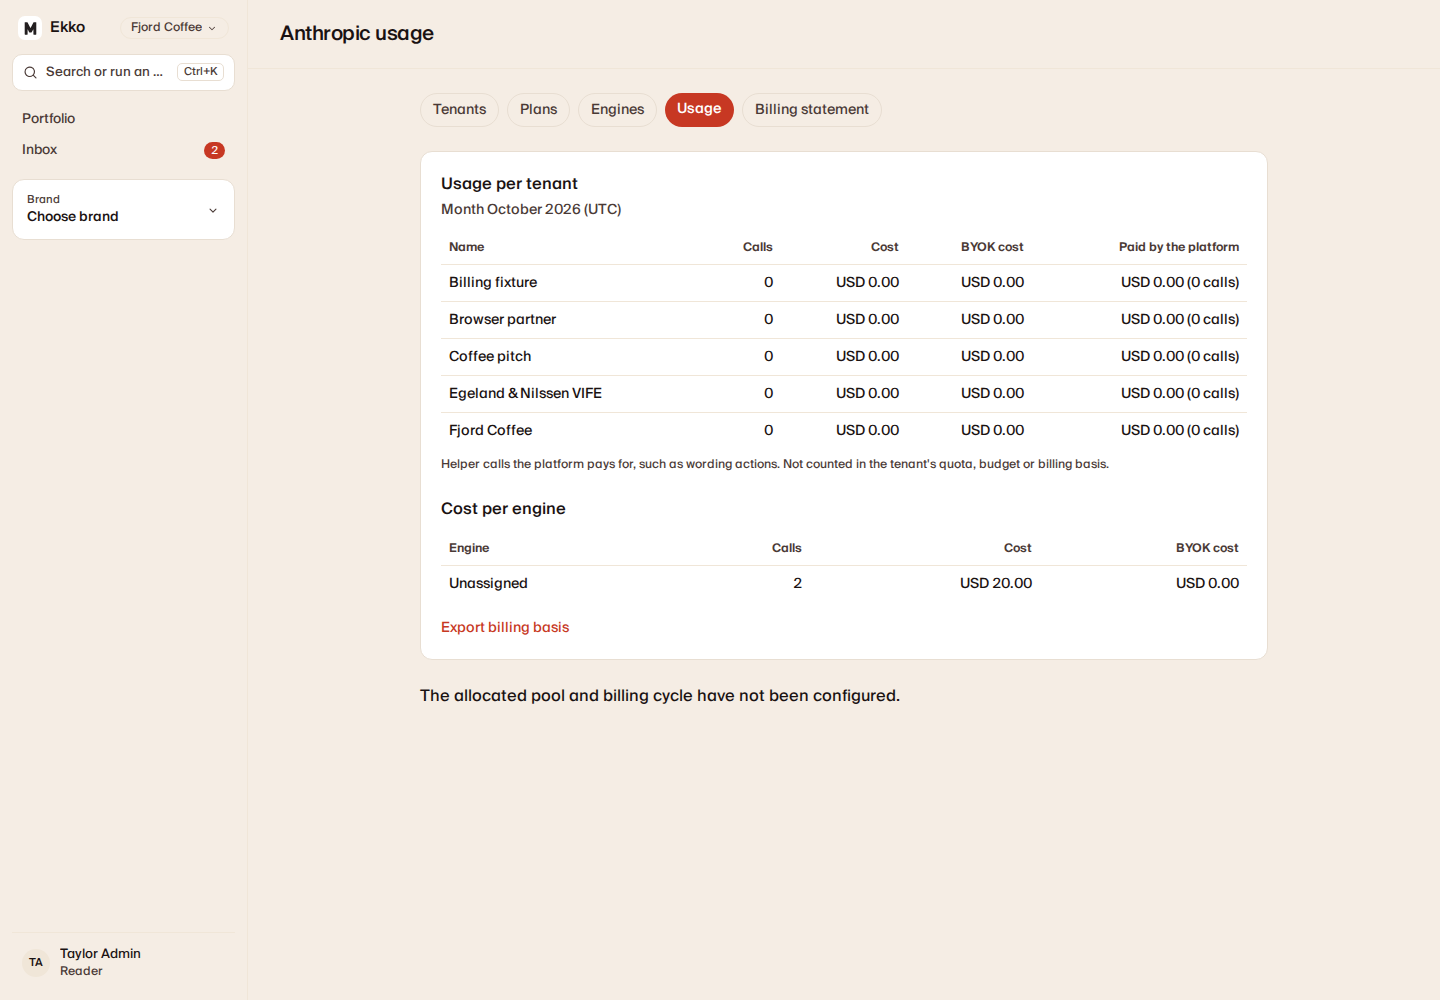 M Ekko
Fjord Coffee
Search or run an ...
Ctrl+K
Portfolio
Inbox
2
Brand
Choose brand
TA
Taylor Admin
Reader
Anthropic usage
Tenants Plans Engines Usage Billing statement
Usage per tenant
Month October 2026 (UTC)
Name Calls Cost BYOK cost Paid by the platform
Billing fixture 0 USD 0.00 USD 0.00 USD 0.00 (0 calls)
Browser partner 0 USD 0.00 USD 0.00 USD 0.00 (0 calls)
Coffee pitch 0 USD 0.00 USD 0.00 USD 0.00 (0 calls)
Egeland & Nilssen VIFE 0 USD 0.00 USD 0.00 USD 0.00 (0 calls)
Fjord Coffee 0 USD 0.00 USD 0.00 USD 0.00 (0 calls)
Helper calls the platform pays for, such as wording actions. Not counted in the tenant's quota, budget or billing basis.
Cost per engine
Engine Calls Cost BYOK cost
Unassigned 2 USD 20.00 USD 0.00
Export billing basis
The allocated pool and billing cycle have not been configured.